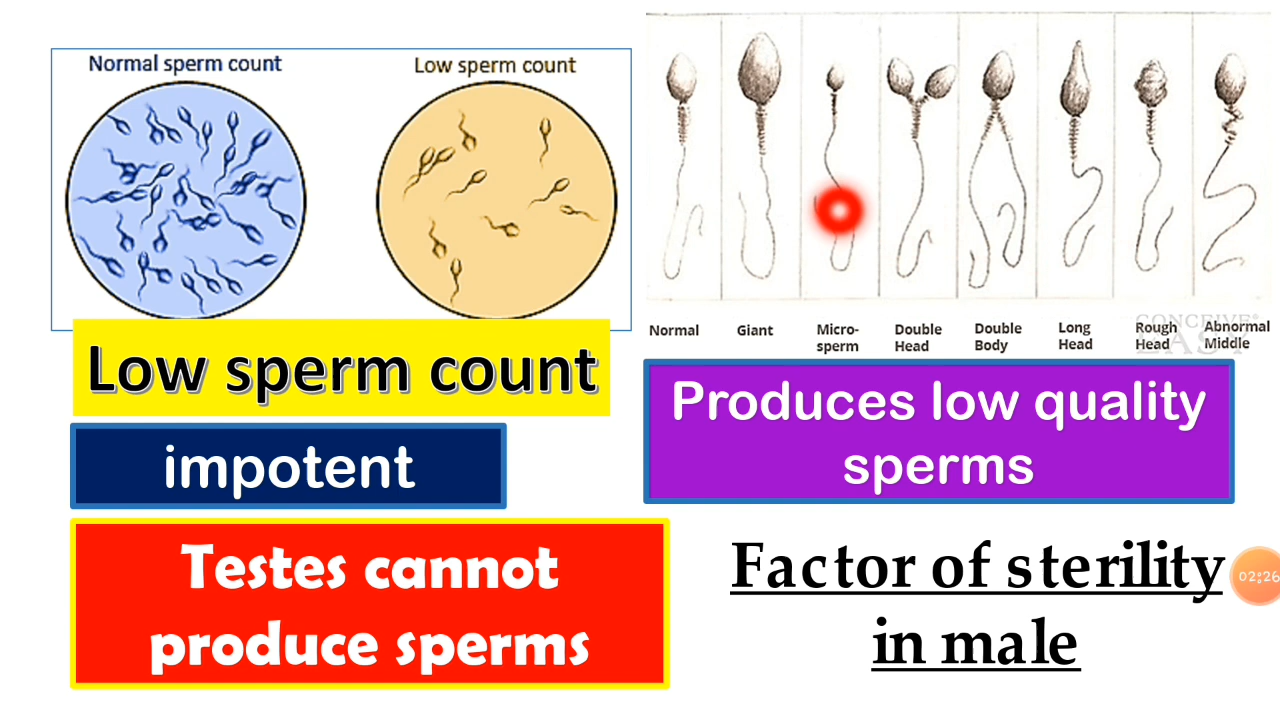 Normal sperm count
Low sperm count
Low sperm count
impotent
Testes cannot
produce sperms
Normal
Giant
Micro-
sperm
Double
Head
Double
Body
Long
Head
Rough
Head
Abnormal
Middle
CONCEIVE®
EASY
Produces low quality
sperms
Factor of sterility
in male
02:26